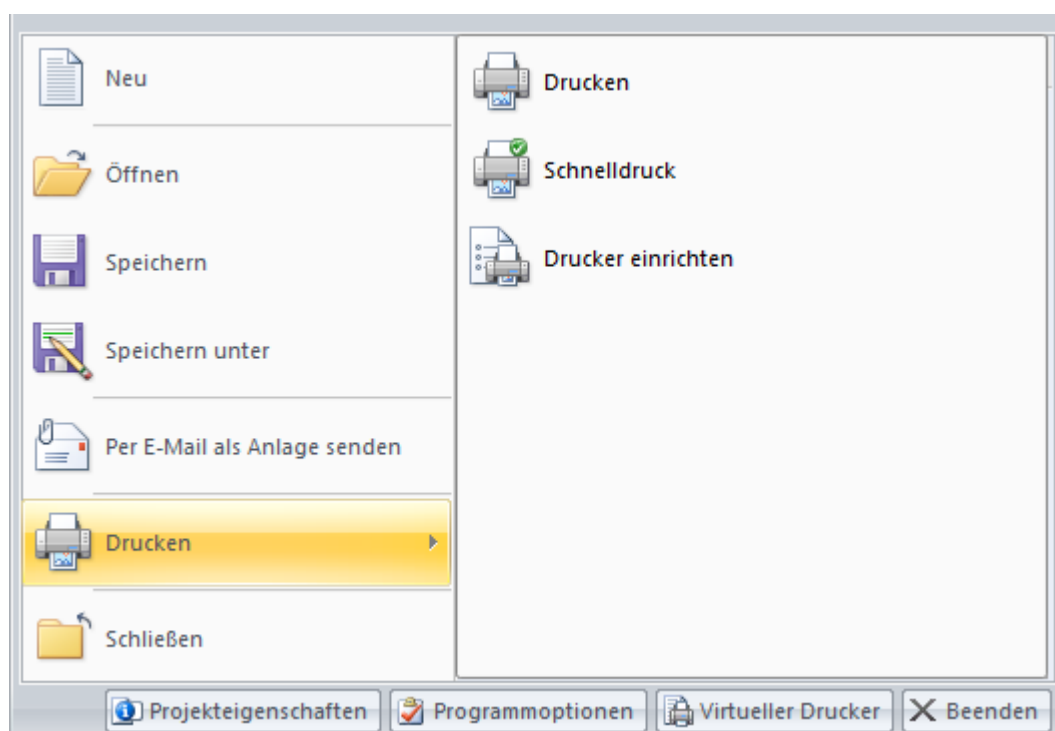 Neu
Öffnen
Speichern
Speichern unter
Per E-Mail als Anlage senden
Drucken
Schließen
Drucken
Schnelldruck
Drucker einrichten
Projekteigenschaften
Programmoptionen
Virtueller Drucker
Beenden